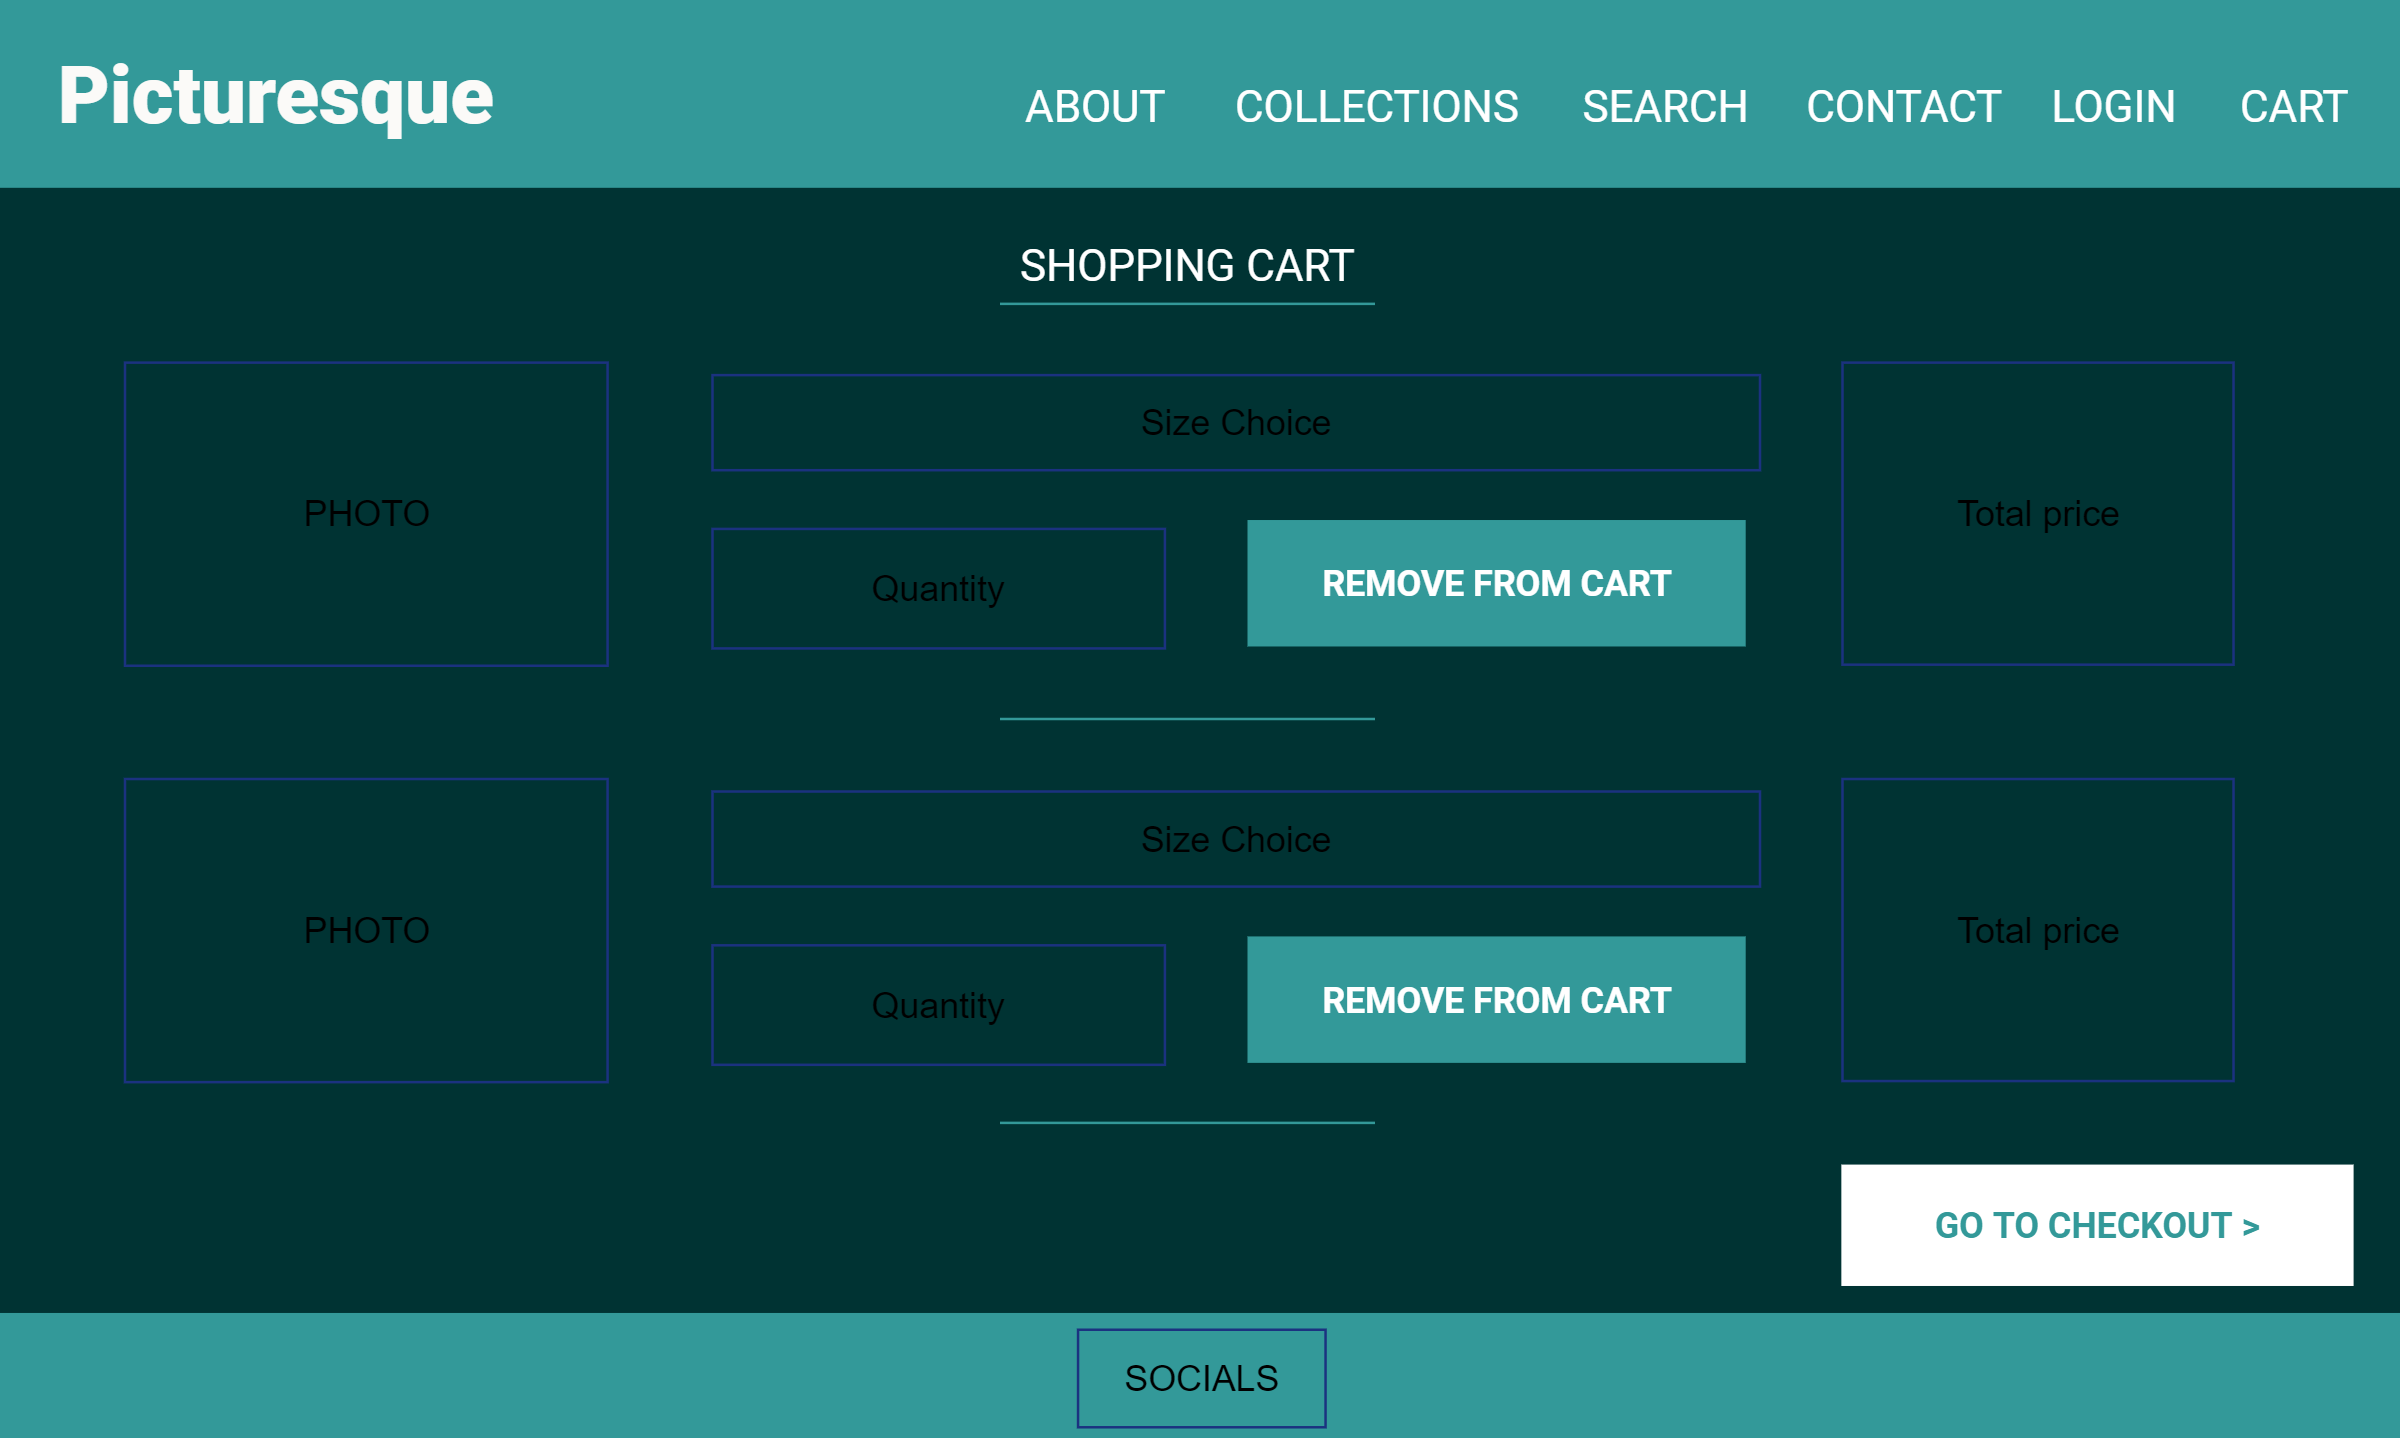 Picturesque
ABOUT COLLECTIONS SEARCH CONTACT LOGIN CART
SHOPPING CART
PHOTO
Size Choice
Quantity
REMOVE FROM CART
Total price
PHOTO
Size Choice
Quantity
REMOVE FROM CART
Total price
GO TO CHECKOUT >
SOCIALS